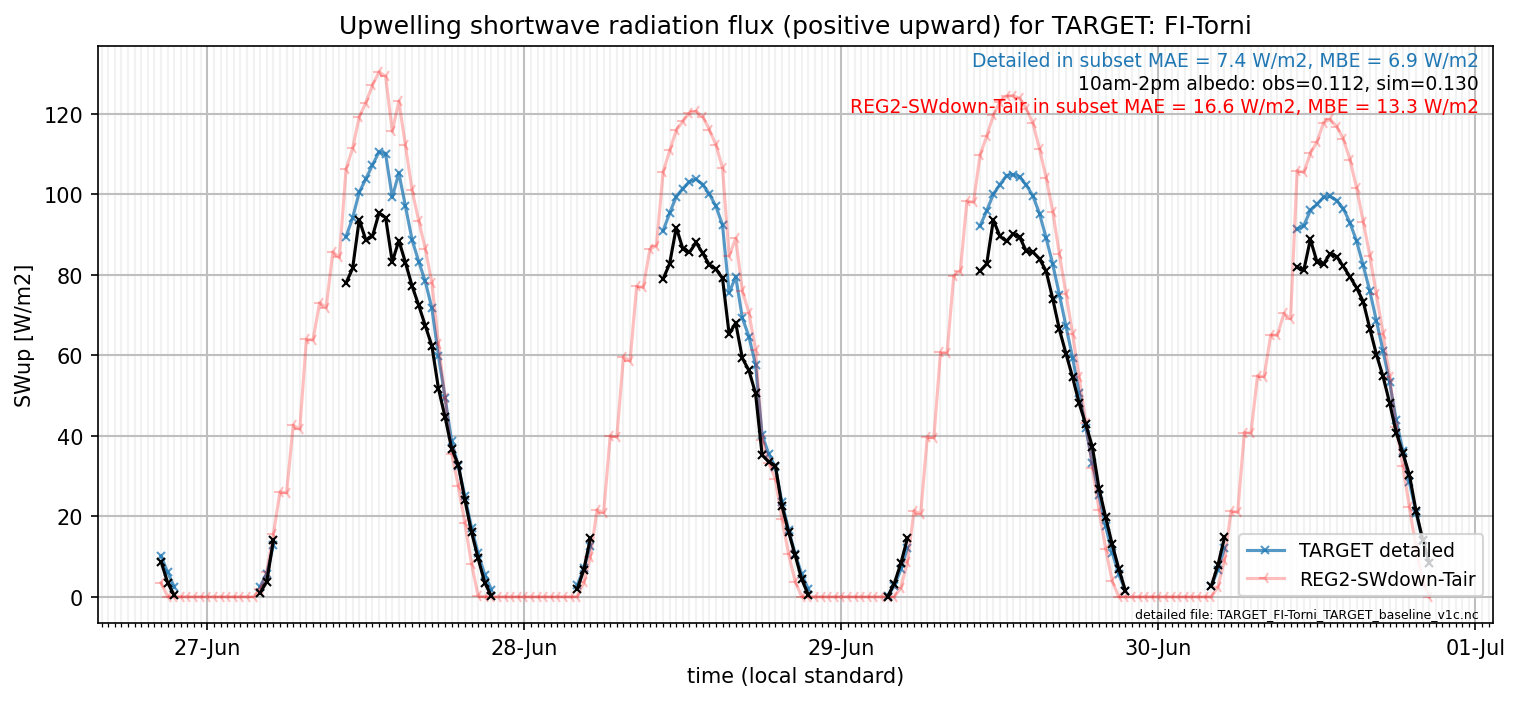 Upwelling shortwave radiation flux (positive upward) for TARGET: FI-Torni
Detailed in subset MAE = 7.4 W/m2, MBE = 6.9 W/m2
10am-2pm albedo: obs=0.112, sim=0.130
REG2-SWdown-Tair in subset MAE = 16.6 W/m2, MBE = 13.3 W/m2
SWup [W/m2]
120
100
80
60
40
20
0
TARGET detailed
REG2-SWdown-Tair
detailed file: TARGET_FI-Torni_TARGET_baseline_v1c.nc
27-Jun 28-Jun 29-Jun 30-Jun 01-Jul
time (local standard)